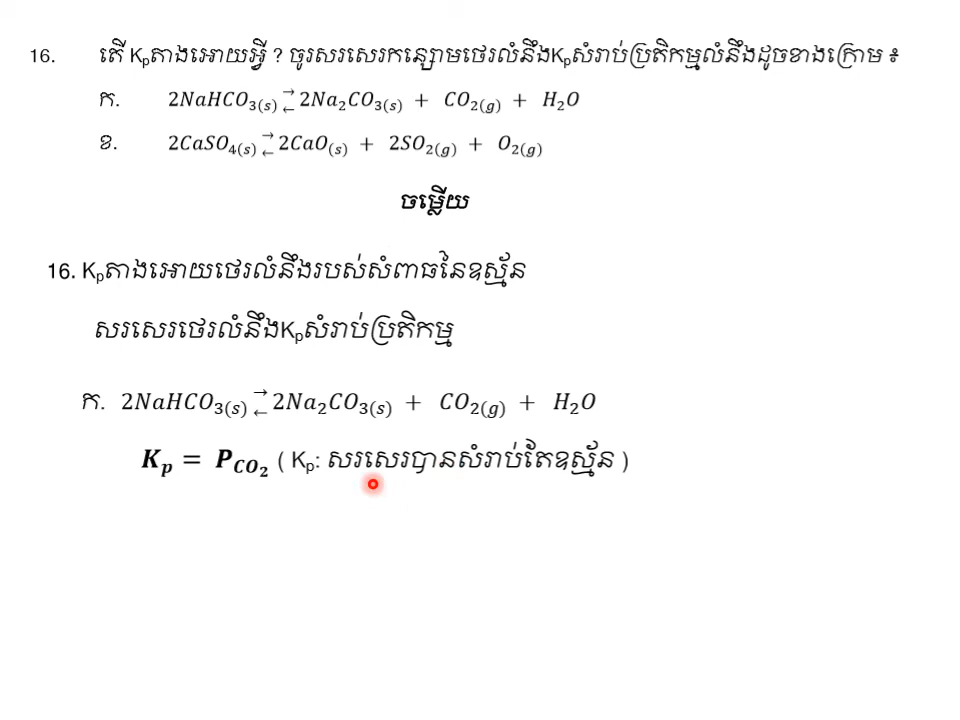 16. តើ Kpតាងអោយអ្វី ? ចូរសរសេរកន្សោមថេរលំនឹងKpសំរាប់ប្រតិកម្មលំនឹងដូចខាងក្រោម ៖
ក. 2NaHCO₃₍ₛ₎ ⇄ 2Na₂CO₃₍ₛ₎ + CO₂₍g₎ + H₂O
ខ. 2CaSO₄₍ₛ₎ ⇄ 2CaO₍ₛ₎ + 2SO₂₍g₎ + O₂₍g₎
ចម្លើយ
16. Kpតាងអោយថេរលំនឹងរបស់សំពាធនៃឧស្ម័ន
សរសេរថេរលំនឹងKpសំរាប់ប្រតិកម្ម
ក. 2NaHCO₃₍ₛ₎ ⇄ 2Na₂CO₃₍ₛ₎ + CO₂₍g₎ + H₂O
Kp = P_CO₂ ( Kp: សរសេរបានសំរាប់តែឧស្ម័ន )